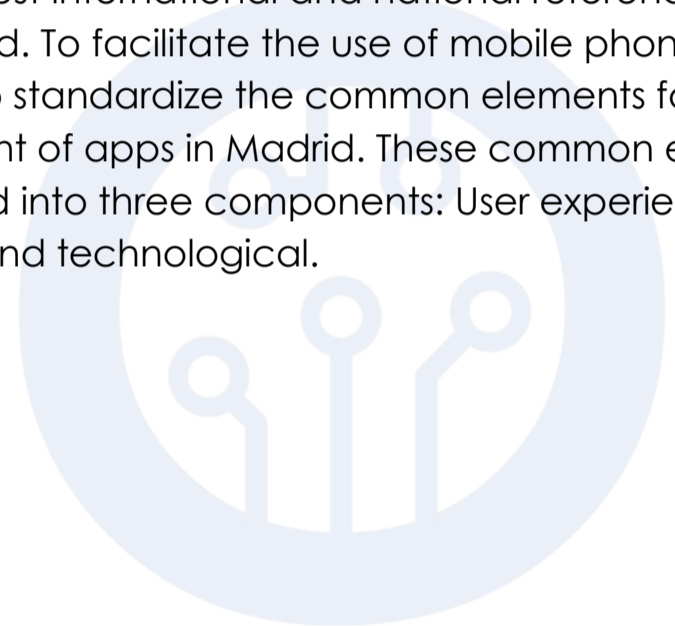 d. To facilitate the use of mobile phon
standardize the common elements fo
nt of apps in Madrid. These common e
d into three components: User experie
nd technological.